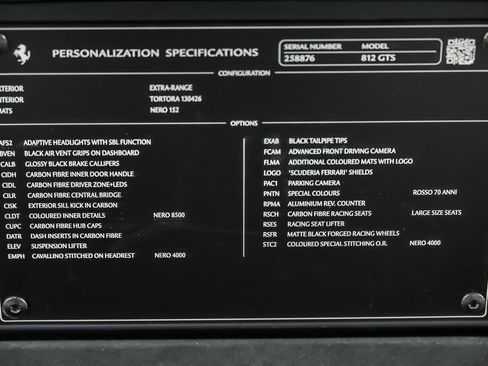 PERSONALIZATION SPECIFICATIONS
SERIAL NUMBER MODEL
258876 812 GTS
CONFIGURATION
XTERIOR EXTRA-RANGE
NTERIOR TORTORA 130426
MATS NERO 152
OPTIONS
AFS2 ADAPTIVE HEADLIGHTS WITH SBL FUNCTION
BVEN BLACK AIR VENT GRIPS ON DASHBOARD
CALB GLOSSY BLACK BRAKE CALLIPERS
CIDH CARBON FIBRE INNER DOOR HANDLE
CIDL CARBON FIBRE DRIVER ZONE+LEDS
CILR CARBON FIBRE CENTRAL BRIDGE
CISK EXTERIOR SILL KICK IN CARBON
CLDT COLOURED INNER DETAILS NERO 8500
CUPC CARBON FIBRE HUB CAPS
DATR DASH INSERTS IN CARBON FIBRE
ELEV SUSPENSION LIFTER
EMPH CAVALLINO STITCHED ON HEADREST NERO 4000
EXAB BLACK TAILPIPE TIPS
FCAM ADVANCED FRONT DRIVING CAMERA
FLMA ADDITIONAL COLOURED MATS WITH LOGO
LOGO 'SCUDERIA FERRARI' SHIELDS
PAC1 PARKING CAMERA
PNTN SPECIAL COLOURS ROSSO 70 ANNI
RPMA ALUMINIUM REV. COUNTER
RSCH CARBON FIBRE RACING SEATS LARGE SIZE SEATS
RSES RACING SEAT LIFTER
RSFR MATTE BLACK FORGED RACING WHEELS
STC2 COLOURED SPECIAL STITCHING O.R. NERO 4000